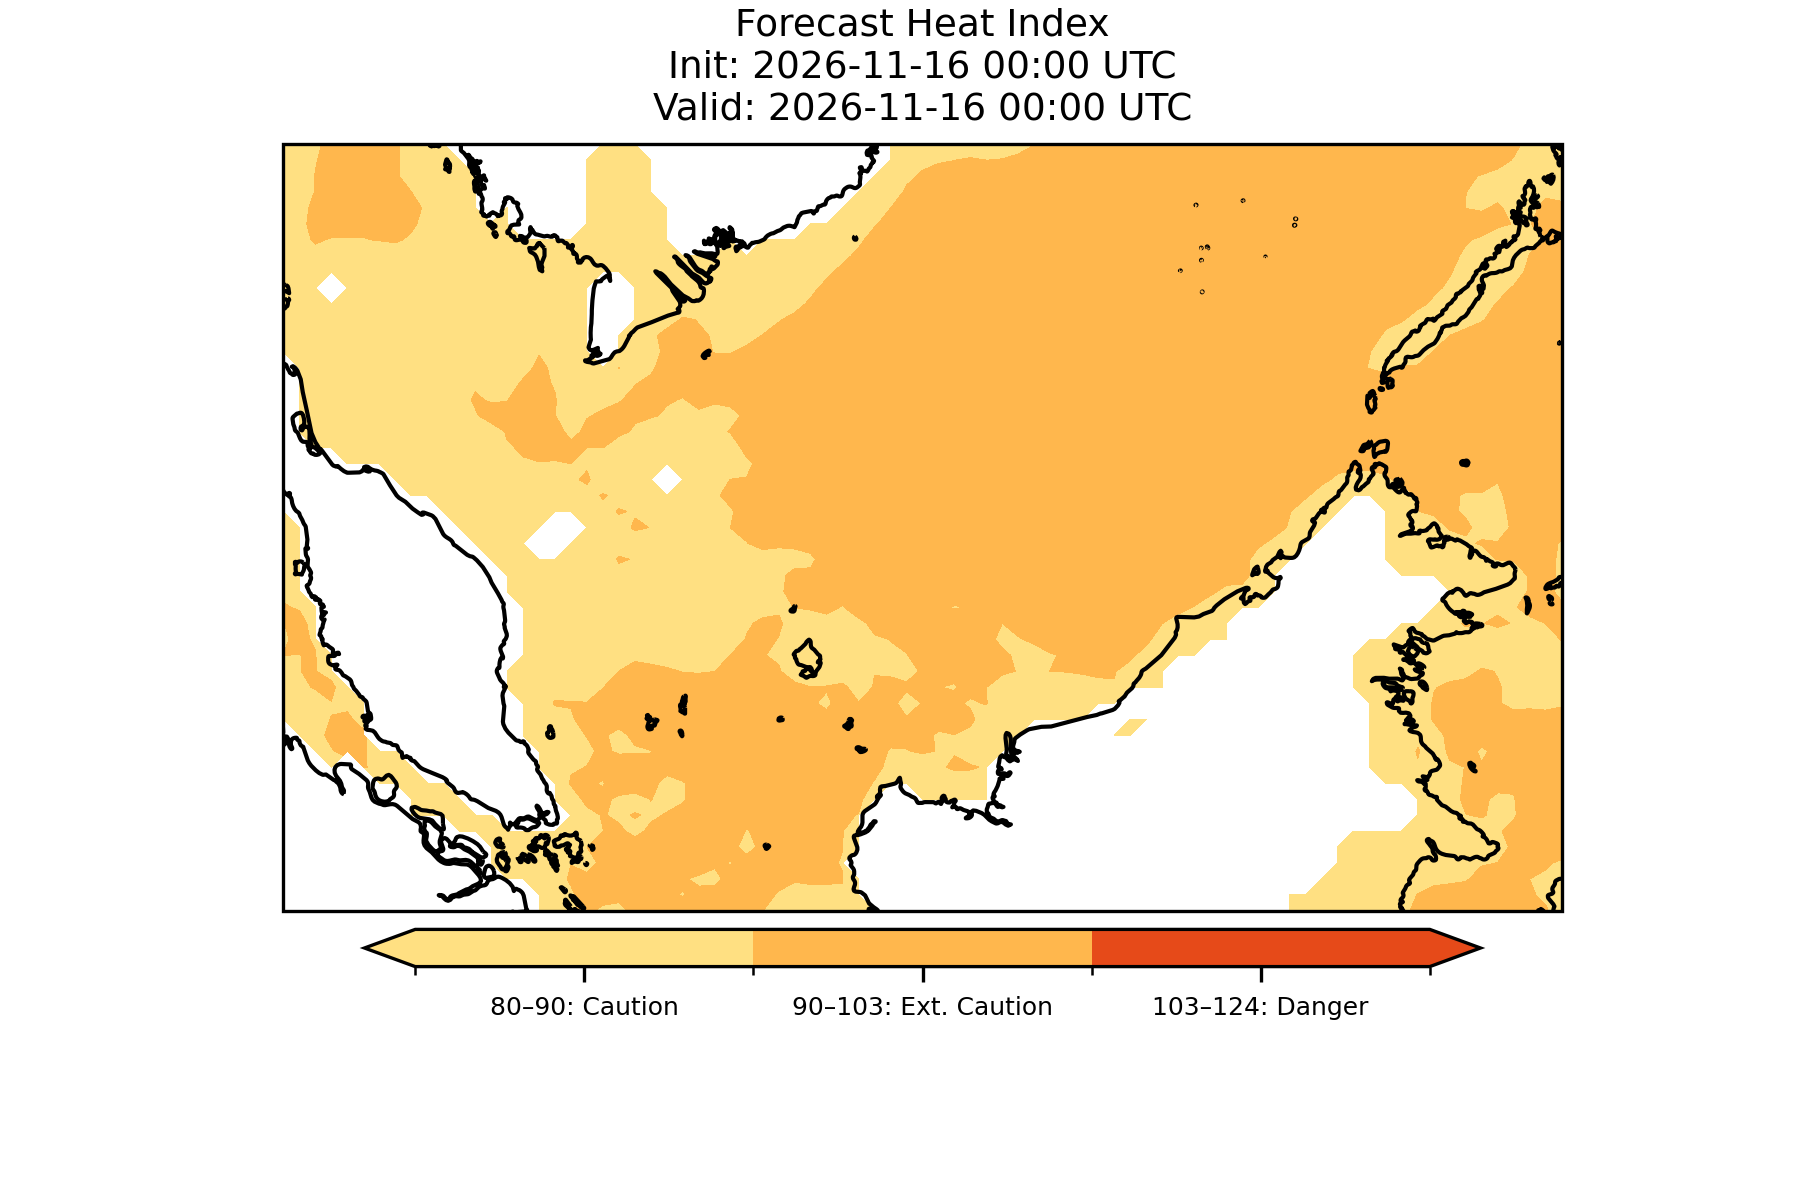 Forecast Heat Index
Init: 2026-11-16 00:00 UTC
Valid: 2026-11-16 00:00 UTC
80–90: Caution
90–103: Ext. Caution
103–124: Danger